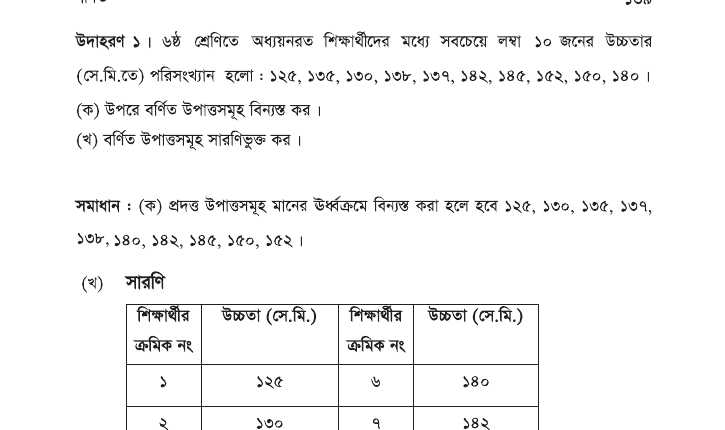 উদাহরণ ১। ৬ষ্ঠ শ্রেণিতে অধ্যয়নরত শিক্ষার্থীদের মধ্যে সবচেয়ে লম্বা ১০ জনের উচ্চতার
(সে.মি.তে) পরিসংখ্যান হলো : ১২৫, ১৩৫, ১৩০, ১৩৮, ১৩৭, ১৪২, ১৪৫, ১৫২, ১৫০, ১৪০।
(ক) উপরে বর্ণিত উপাত্তসমূহ বিন্যস্ত কর।
(খ) বর্ণিত উপাত্তসমূহ সারণিভুক্ত কর।
সমাধান : (ক) প্রদত্ত উপাত্তসমূহ মানের ঊর্ধ্বক্রমে বিন্যস্ত করা হলে হবে ১২৫, ১৩০, ১৩৫, ১৩৭,
১৩৮, ১৪০, ১৪২, ১৪৫, ১৫০, ১৫২।
(খ) সারণি
শিক্ষার্থীর উচ্চতা (সে.মি.) শিক্ষার্থীর উচ্চতা (সে.মি.)
ক্রমিক নং ক্রমিক নং
১ ১২৫ ৬ ১৪০
২ ১৩০ ৭ ১৪২